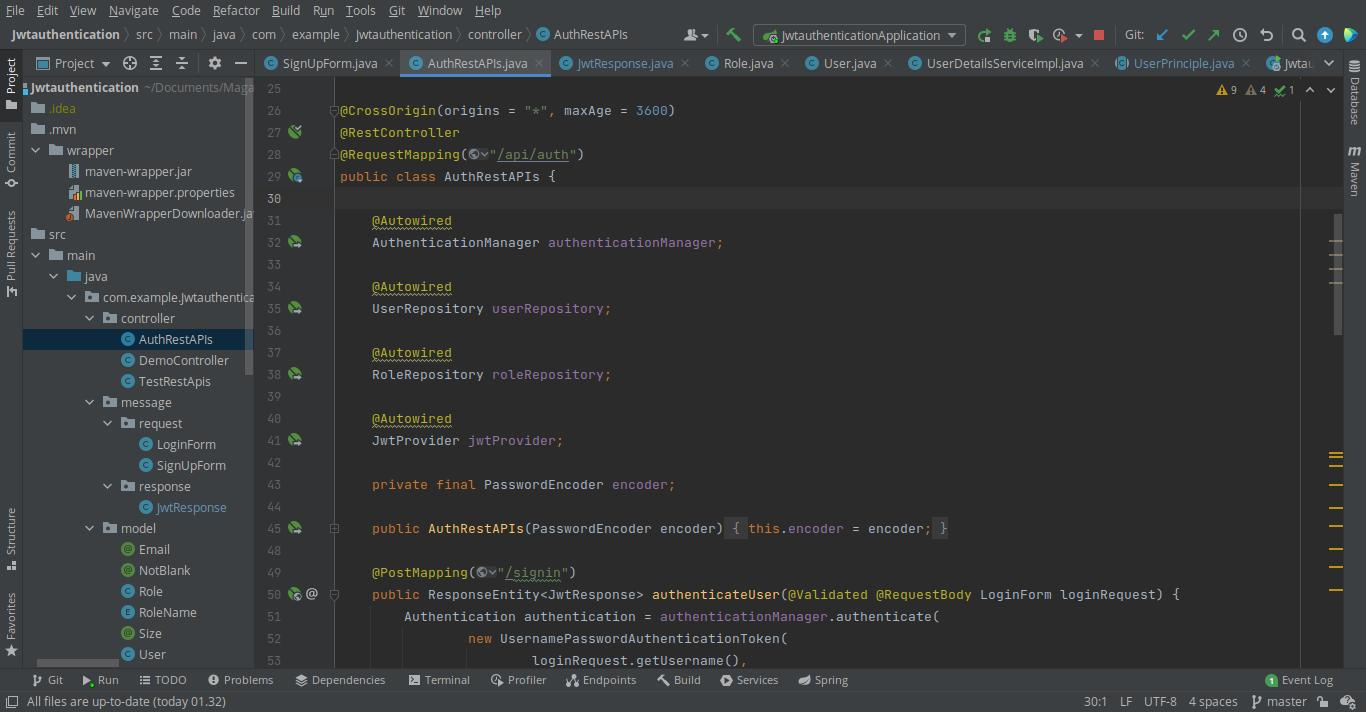 File Edit View Navigate Code Refactor Build Run Tools Git Window Help
Jwtauthentication src main java com example Jwtauthentication controller AuthRestAPIs JwtauthenticationApplication Git:
Project SignUpForm.java AuthRestAPIs.java JwtResponse.java Role.java User.java UserDetailsServiceImpl.java UserPrinciple.java Jwtau
Project
Commit
Pull Requests
Structure
Favorites
Jwtauthentication ~/Documents/Maga
.idea
.mvn
wrapper
maven-wrapper.jar
maven-wrapper.properties
MavenWrapperDownloader.ja
src
main
java
com.example.Jwtauthentica
controller
AuthRestAPIs
DemoController
TestRestApis
message
request
LoginForm
SignUpForm
response
JwtResponse
model
Email
NotBlank
Role
RoleName
Size
User
9 4 1
25
26 @CrossOrigin(origins = "*", maxAge = 3600)
27 @RestController
28 @RequestMapping("/api/auth")
29 public class AuthRestAPIs {
30
31 @Autowired
32 AuthenticationManager authenticationManager;
33
34 @Autowired
35 UserRepository userRepository;
36
37 @Autowired
38 RoleRepository roleRepository;
39
40 @Autowired
41 JwtProvider jwtProvider;
42
43 private final PasswordEncoder encoder;
44
45 public AuthRestAPIs(PasswordEncoder encoder) { this.encoder = encoder; }
48
49 @PostMapping("/signin")
50 @ public ResponseEntity<JwtResponse> authenticateUser(@Validated @RequestBody LoginForm loginRequest) {
51 Authentication authentication = authenticationManager.authenticate(
52 new UsernamePasswordAuthenticationToken(
53 loginRequest.getUsername(),
Database
m Maven
Git Run TODO Problems Dependencies Terminal Profiler Endpoints Build Services Spring 1 Event Log
All files are up-to-date (today 01.32) 30:1 LF UTF-8 4 spaces master